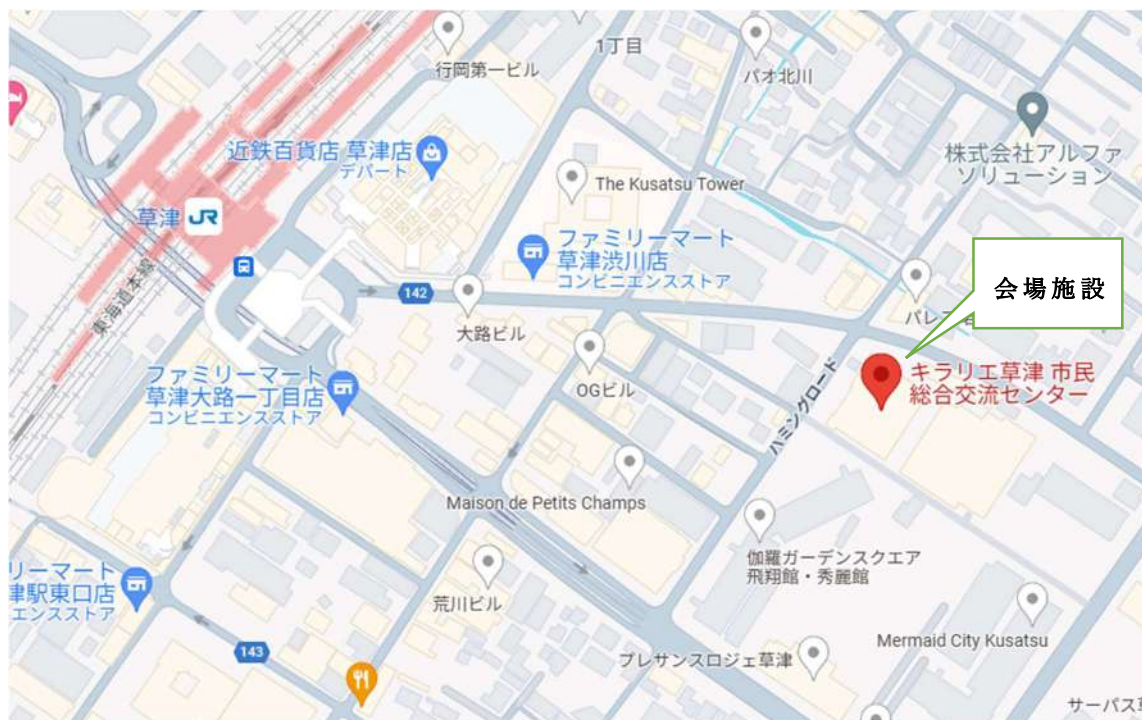 1丁目
行岡第一ビル
パオ北川
近鉄百貨店 草津店
デパート
株式会社アルファ
ソリューション
The Kusatsu Tower
草津 JR
ファミリーマート
草津渋川店
コンビニエンスストア
会場施設
東海道本線
142
大路ビル
パレ
キラリエ草津 市民
総合交流センター
ファミリーマート
草津大路一丁目店
コンビニエンスストア
OGビル
ハミングロード
Maison de Petits Champs
伽羅ガーデンスクエア
飛翔館・秀麗館
リーマート
津駅東口店
エンスストア
荒川ビル
Mermaid City Kusatsu
143
プレサンスロジェ草津
サーパス